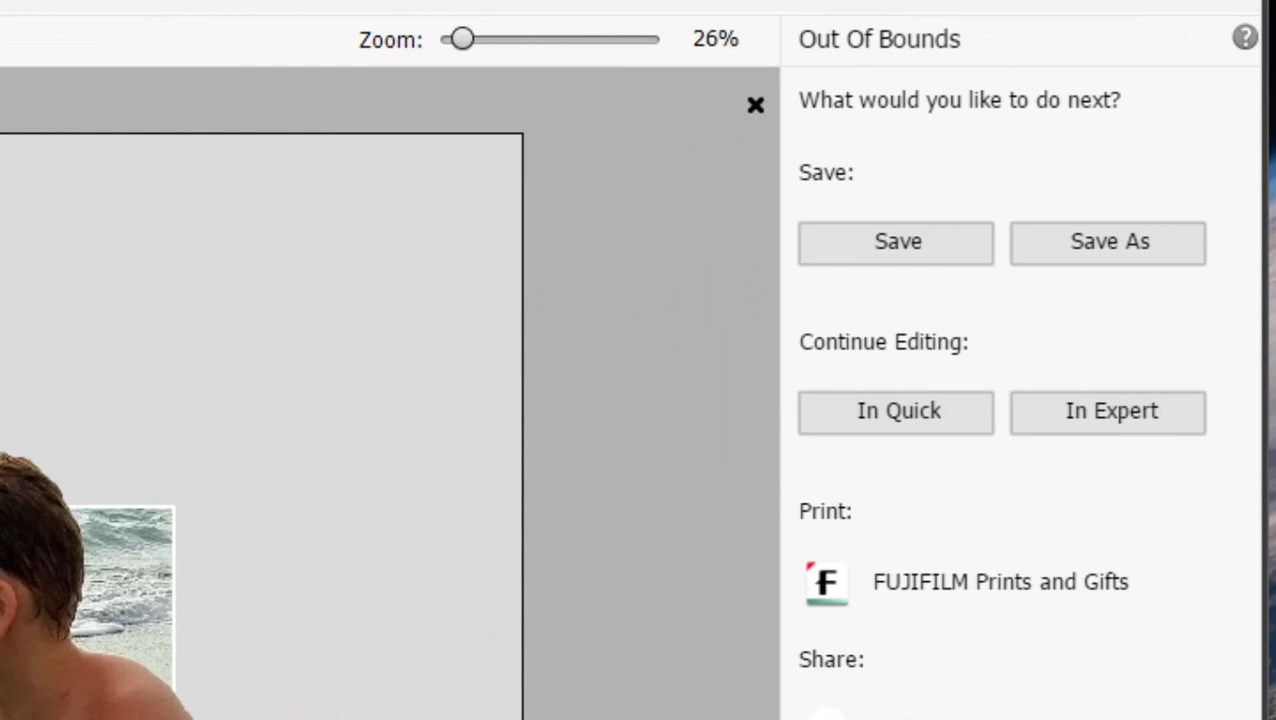 Zoom: 26% Out Of Bounds
What would you like to do next?
Save:
Save Save As
Continue Editing:
In Quick In Expert
Print:
F FUJIFILM Prints and Gifts
Share: